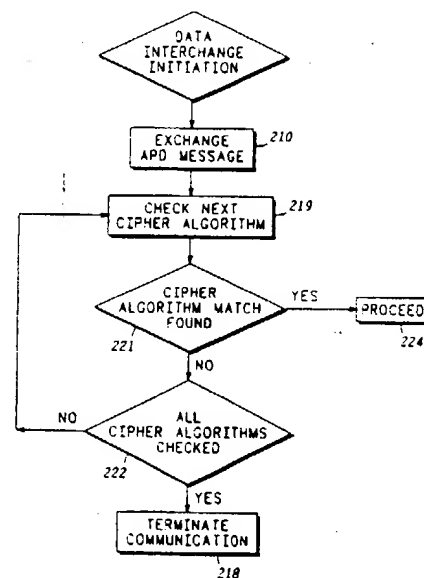 DATA
INTERCHANGE
INITIATION
EXCHANGE
APD MESSAGE
210
CHECK NEXT
CIPHER ALGORITHM
219
CIPHER
ALGORITHM MATCH
FOUND
221
YES
PROCEED
224
NO
ALL
CIPHER ALGORITHMS
CHECKED
222
NO
YES
TERMINATE
COMMUNICATION
218